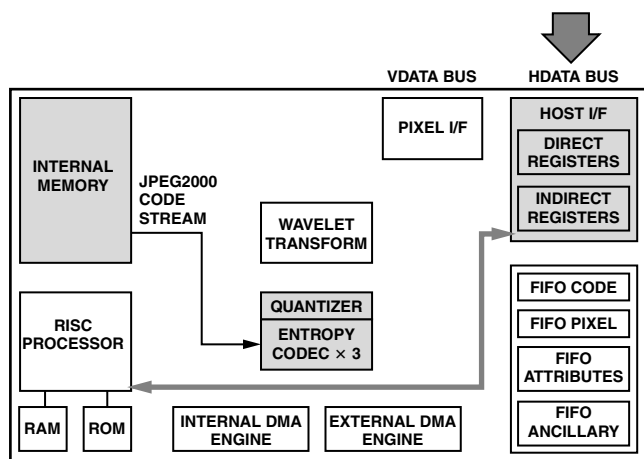 VDATA BUS
HDATA BUS
INTERNAL
MEMORY
JPEG2000
CODE
STREAM
PIXEL I/F
HOST I/F
DIRECT
REGISTERS
INDIRECT
REGISTERS
WAVELET
TRANSFORM
RISC
PROCESSOR
QUANTIZER
ENTROPY
CODEC × 3
FIFO CODE
FIFO PIXEL
FIFO
ATTRIBUTES
FIFO
ANCILLARY
RAM
ROM
INTERNAL DMA
ENGINE
EXTERNAL DMA
ENGINE